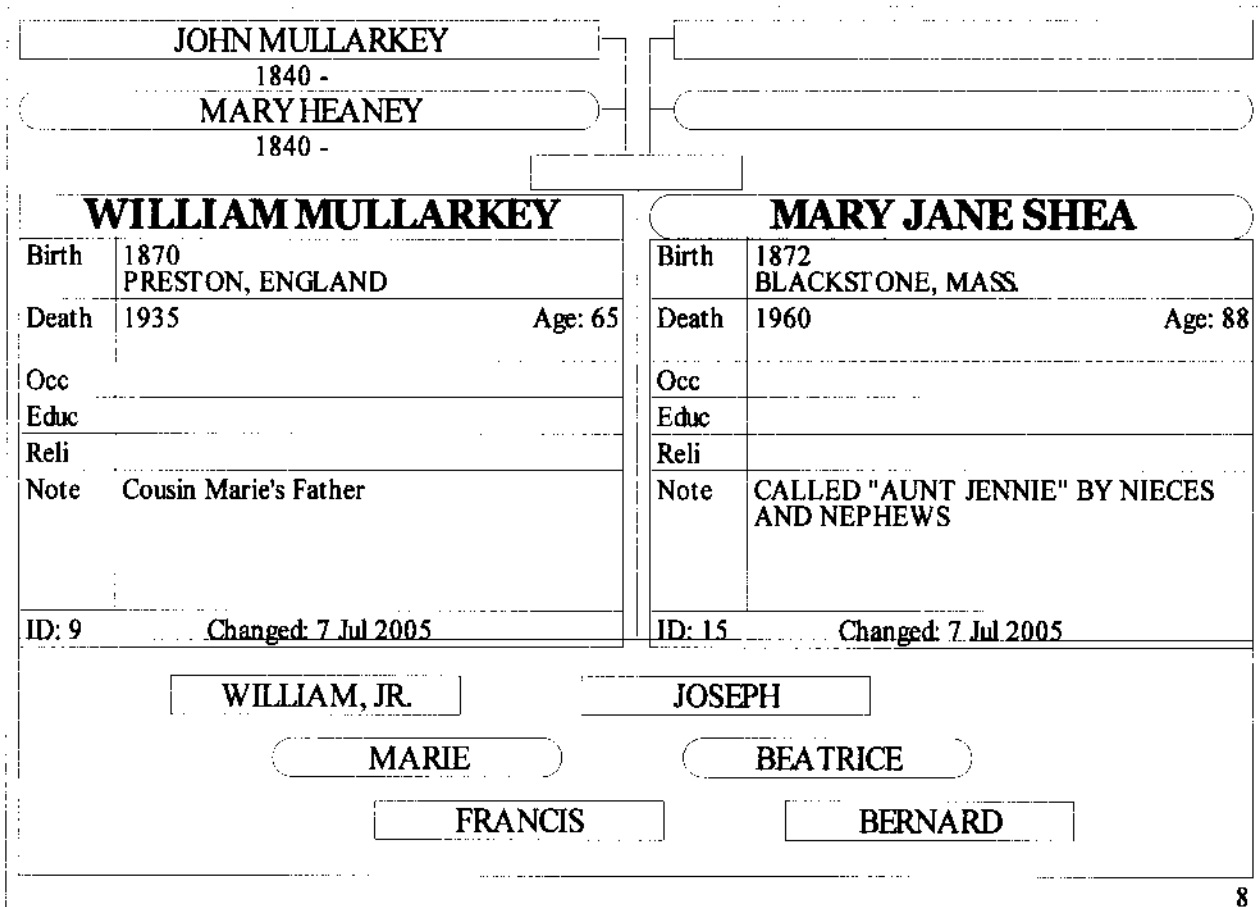 JOHN MULLARKEY
1840 -
MARY HEANEY
1840 -
WILLIAM MULLARKEY
Birth 1870
PRESTON, ENGLAND
Death 1935 Age: 65
Occ
Educ
Reli
Note Cousin Marie's Father
ID: 9 Changed: 7 Jul 2005
MARY JANE SHEA
Birth 1872
BLACKSTONE, MASS.
Death 1960 Age: 88
Occ
Educ
Reli
Note CALLED "AUNT JENNIE" BY NIECES
AND NEPHEWS
ID: 15 Changed: 7 Jul 2005
WILLIAM, JR. JOSEPH
MARIE BEATRICE
FRANCIS BERNARD
8